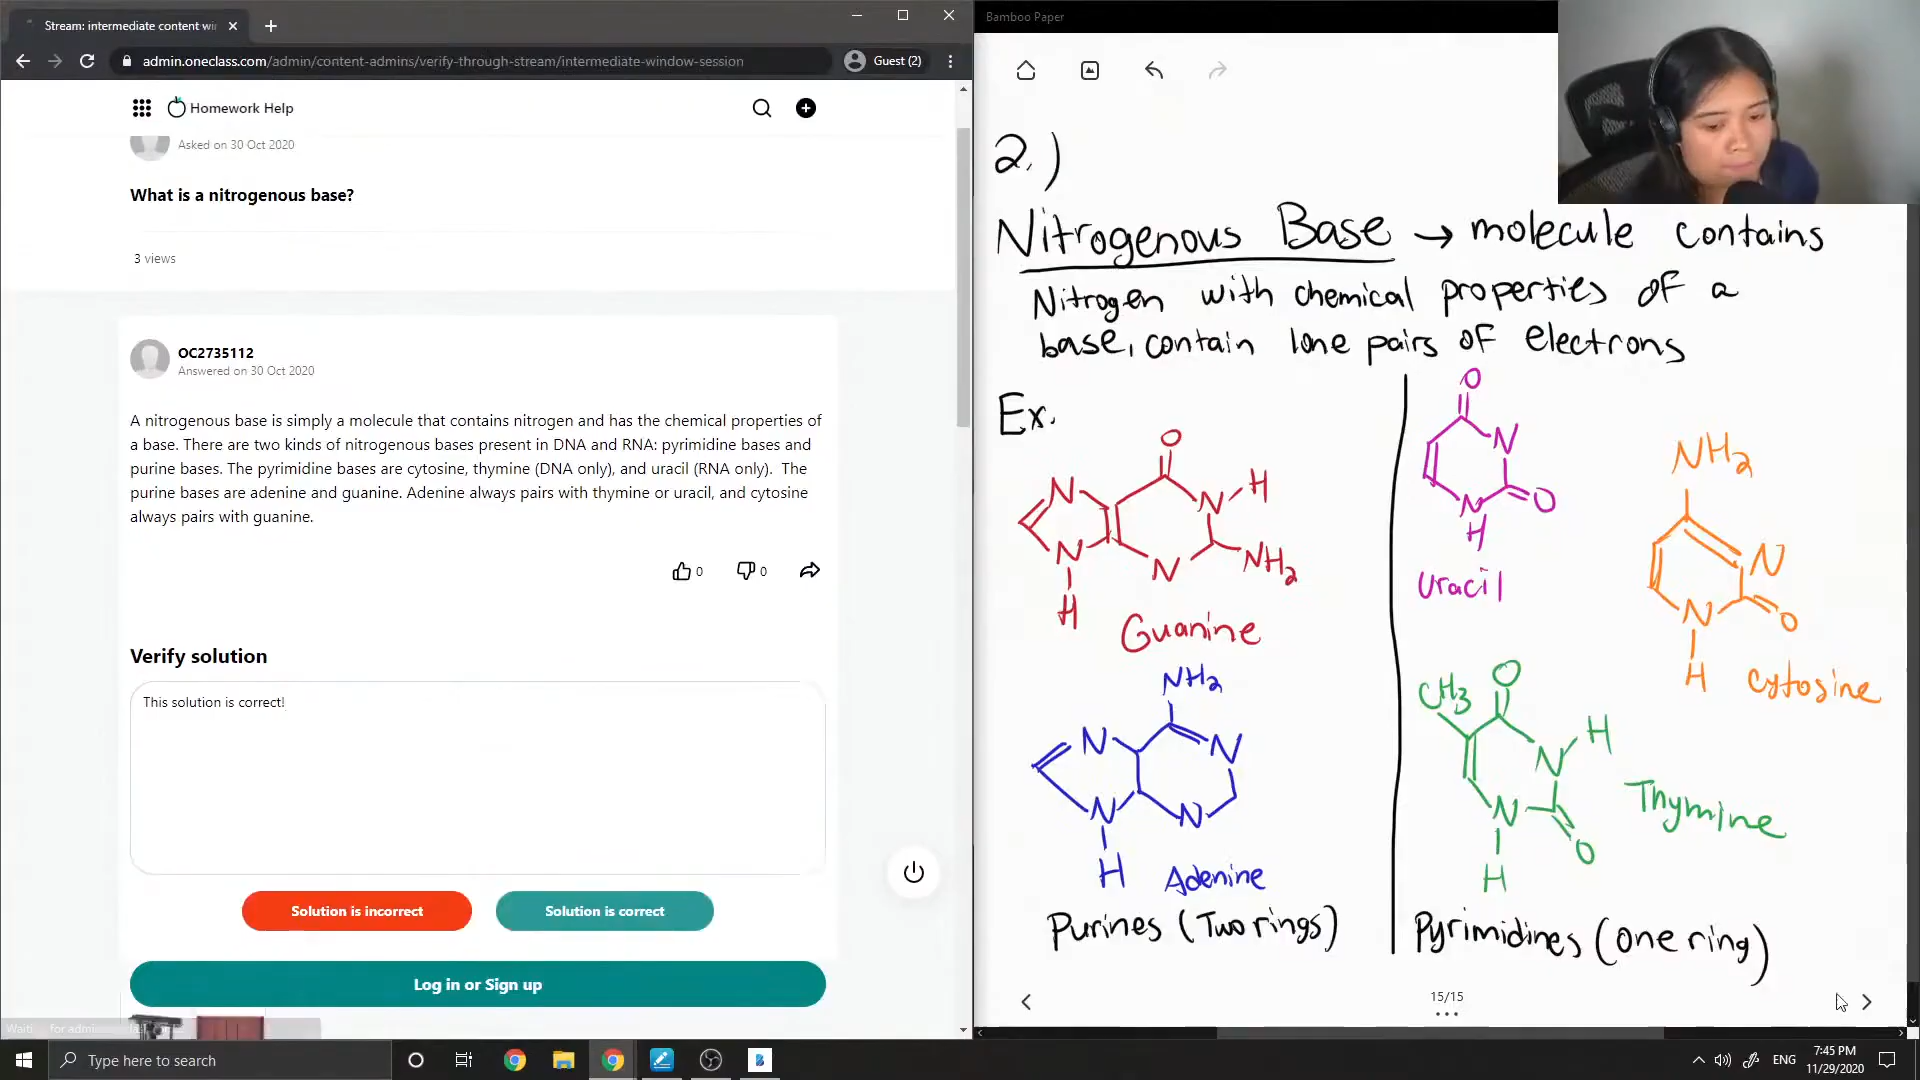 Stream: intermediate content wi
admin.oneclass.com/admin/content-admins/verify-through-stream/intermediate-window-session
Guest (2)
Homework Help
Asked on 30 Oct 2020
What is a nitrogenous base?
3 views
OC2735112
Answered on 30 Oct 2020
A nitrogenous base is simply a molecule that contains nitrogen and has the chemical properties of
a base. There are two kinds of nitrogenous bases present in DNA and RNA: pyrimidine bases and
purine bases. The pyrimidine bases are cytosine, thymine (DNA only), and uracil (RNA only).  The
purine bases are adenine and guanine. Adenine always pairs with thymine or uracil, and cytosine
always pairs with guanine.
0
0
Verify solution
This solution is correct!
Solution is incorrect
Solution is correct
Log in or Sign up
Bamboo Paper
2.)
Nitrogenous Base → molecule contains
Nitrogen with chemical properties of a
base, contain lone pairs of electrons
Ex.
O
N
N
H
N
N
NH2
H
Guanine
NH2
N
N
N
N
H
Adenine
Purines (Two rings)
O
N
N
H
O
Uracil
NH2
N
N
O
H
Cytosine
CH3
O
H
N
N
O
H
Thymine
Pyrimidines (one ring)
15/15
Type here to search
ENG
7:45 PM
11/29/2020